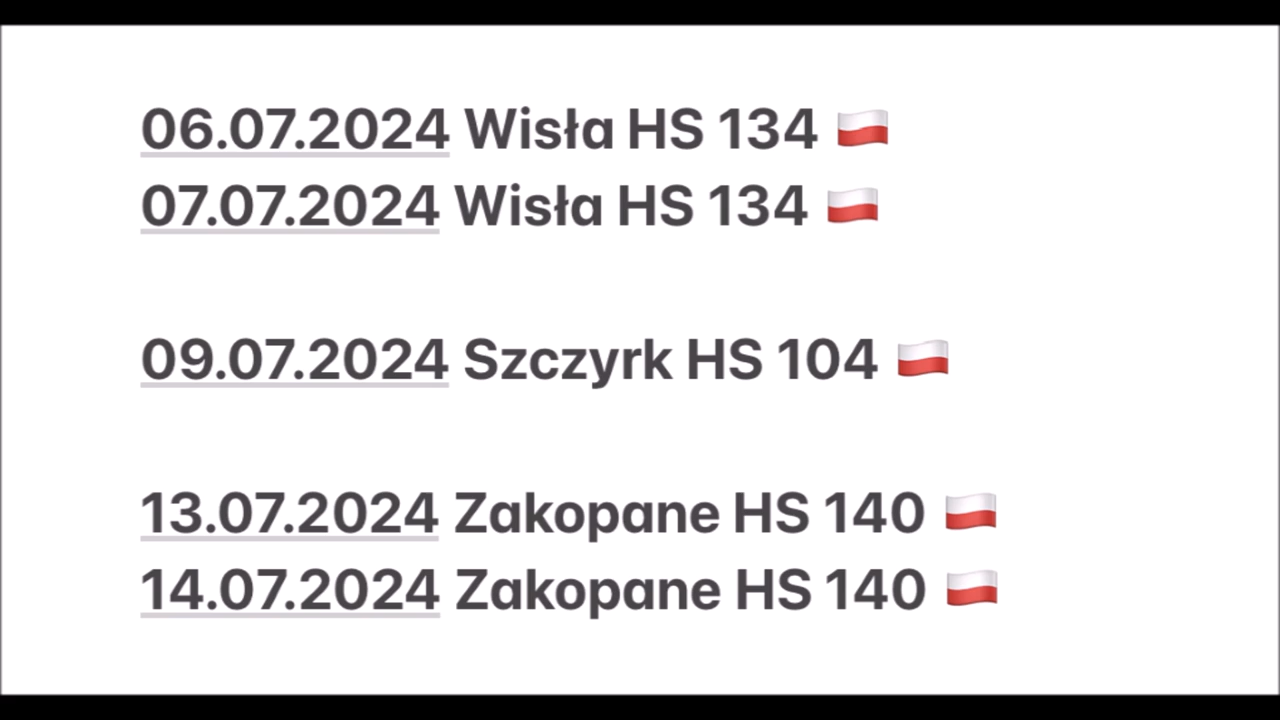 06.07.2024 Wisła HS 134 🇵🇱
07.07.2024 Wisła HS 134 🇵🇱
09.07.2024 Szczyrk HS 104 🇵🇱
13.07.2024 Zakopane HS 140 🇵🇱
14.07.2024 Zakopane HS 140 🇵🇱